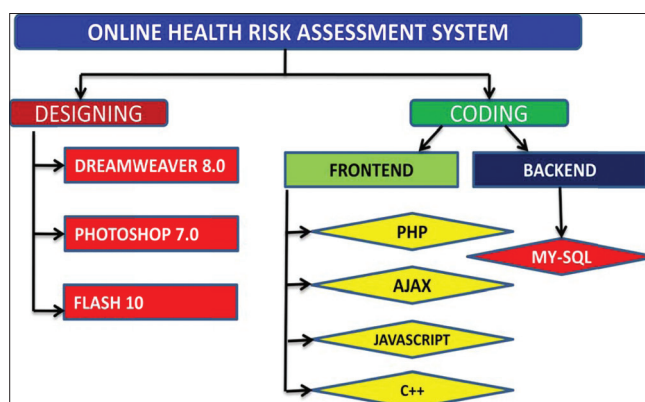 ONLINE HEALTH RISK ASSESSMENT SYSTEM
DESIGNING
CODING
DREAMWEAVER 8.0
PHOTOSHOP 7.0
FLASH 10
FRONTEND
BACKEND
PHP
AJAX
JAVASCRIPT
C++
MY-SQL